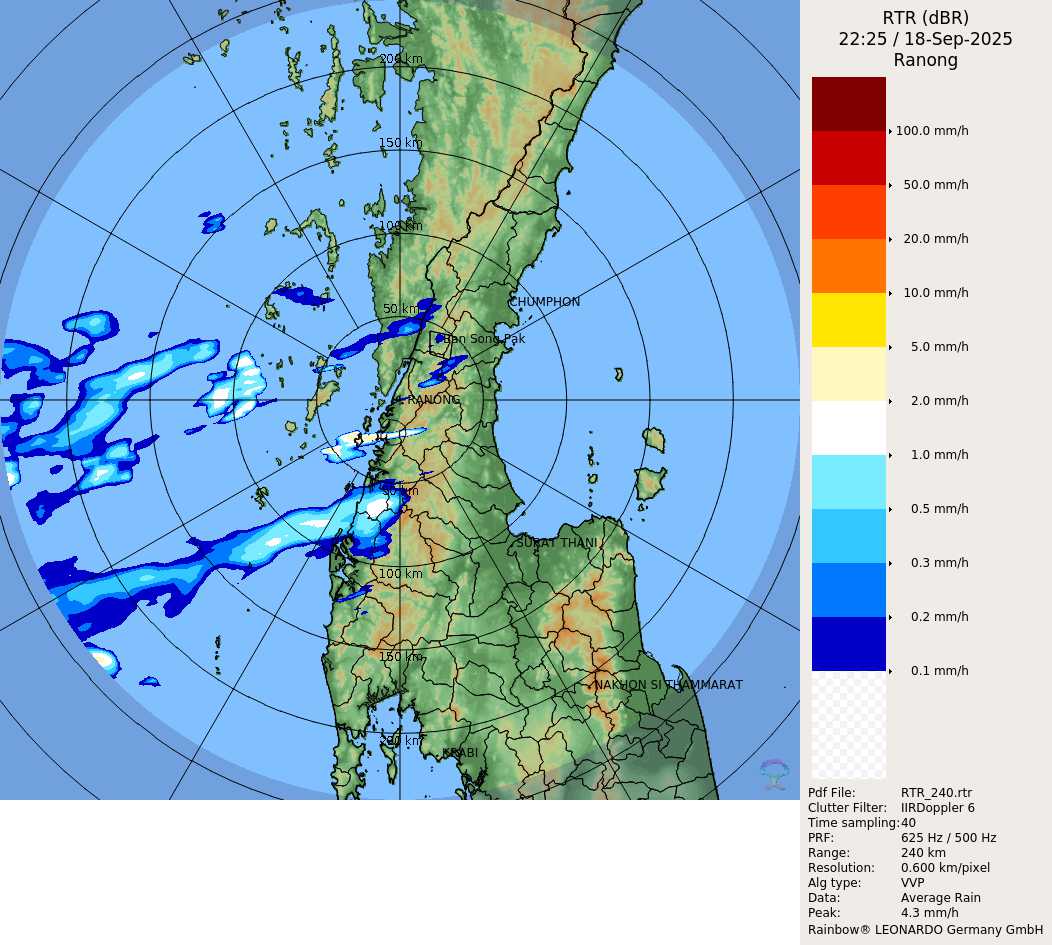 RTR (dBR)
22:25 / 18-Sep-2025
Ranong
200 km
150 km
100 km
50 km
CHUMPHON
Ban Song Pak
RANONG
50 km
SURAT THANI
100 km
150 km
NAKHON SI THAMMARAT
200 km
KRABI
100.0 mm/h
50.0 mm/h
20.0 mm/h
10.0 mm/h
5.0 mm/h
2.0 mm/h
1.0 mm/h
0.5 mm/h
0.3 mm/h
0.2 mm/h
0.1 mm/h
Pdf File: RTR_240.rtr
Clutter Filter: IIRDoppler 6
Time sampling:40
PRF: 625 Hz / 500 Hz
Range: 240 km
Resolution: 0.600 km/pixel
Alg type: VVP
Data: Average Rain
Peak: 4.3 mm/h
Rainbow® LEONARDO Germany GmbH